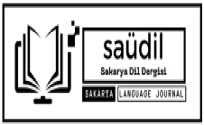 saüdil
Sakarya Dil Dergisi
SAKARYA LANGUAGE JOURNAL